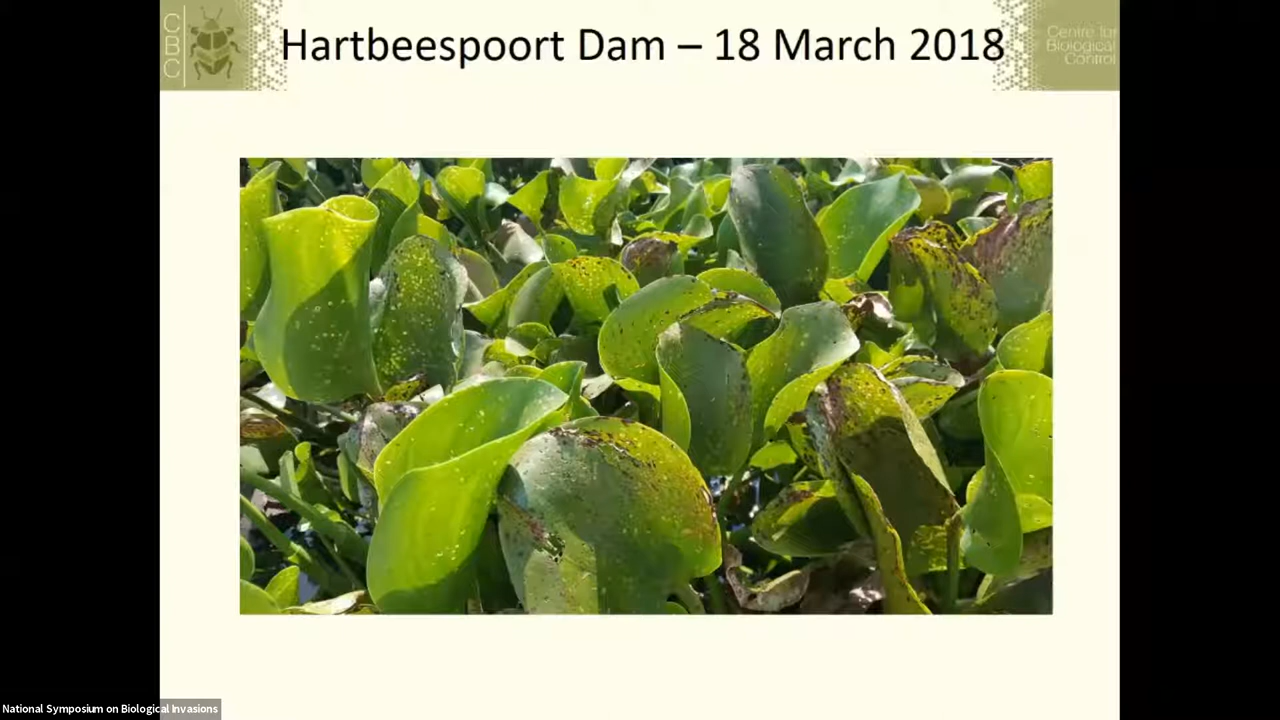 CBC
Hartbeespoort Dam – 18 March 2018
Centre for
Biological
Control
National Symposium on Biological Invasions